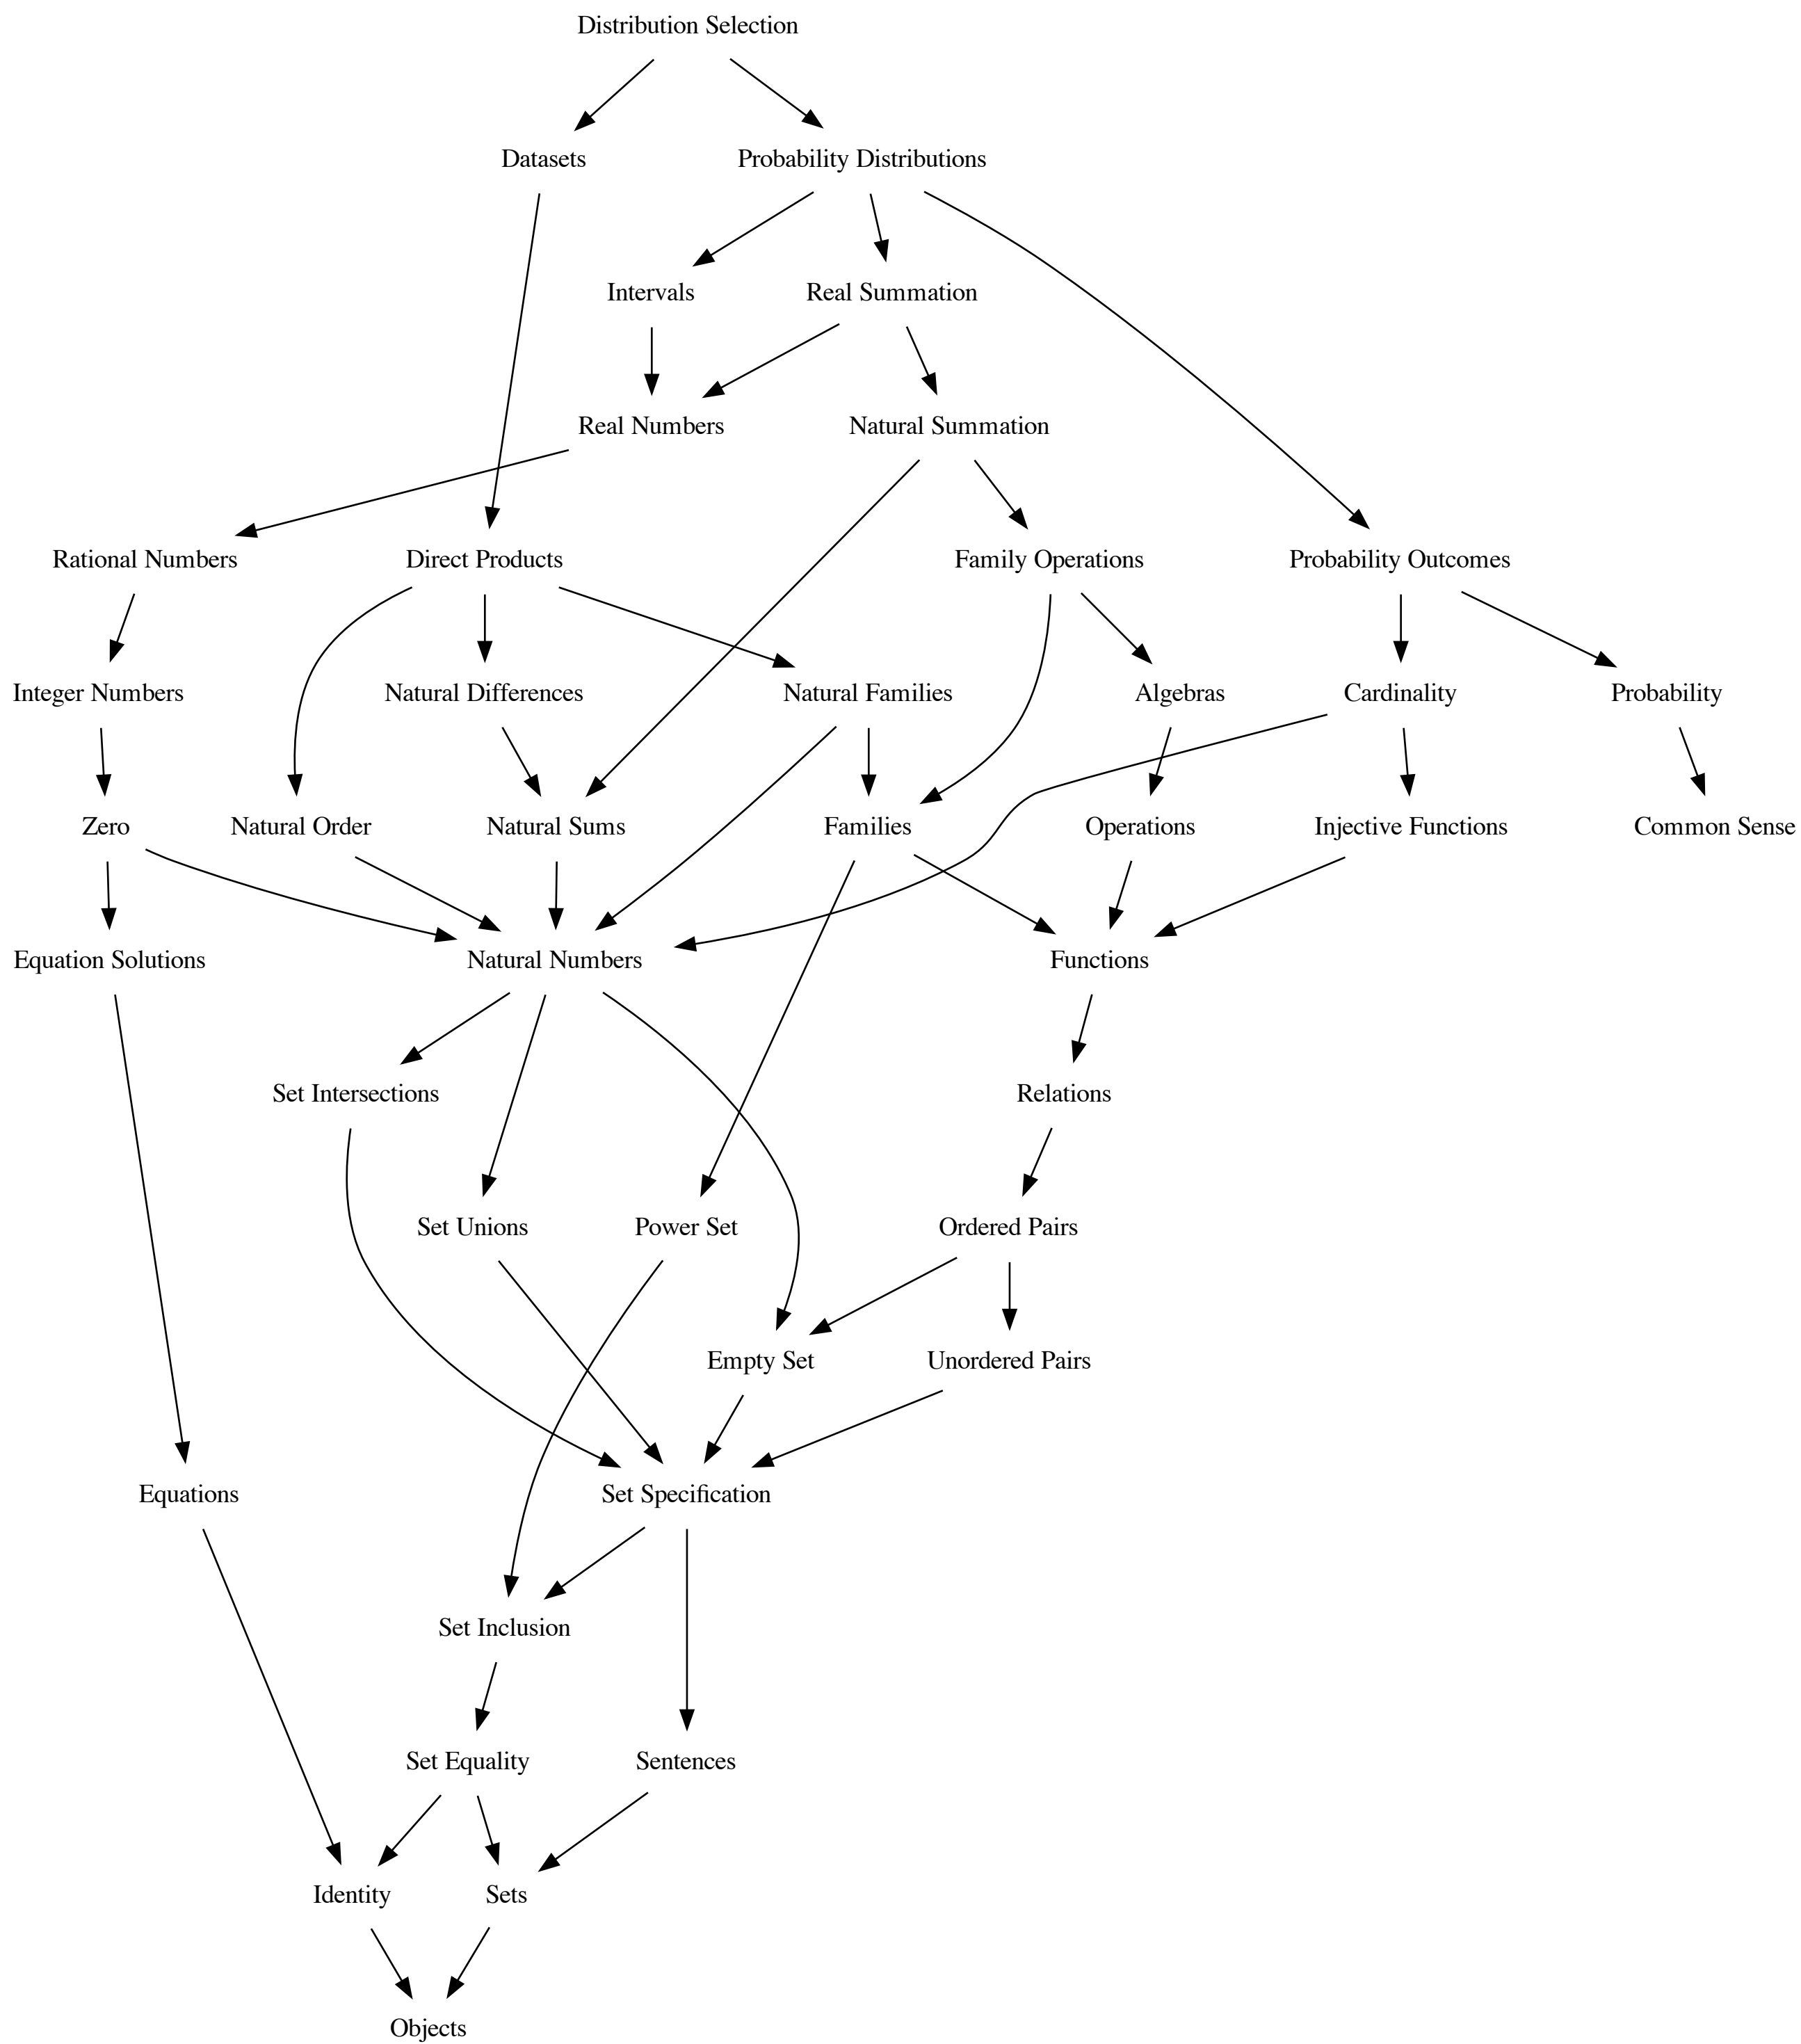 Distribution Selection
Datasets
Probability Distributions
Intervals
Real Summation
Real Numbers
Natural Summation
Rational Numbers
Direct Products
Family Operations
Probability Outcomes
Integer Numbers
Natural Differences
Natural Families
Algebras
Cardinality
Probability
Zero
Natural Order
Natural Sums
Families
Operations
Injective Functions
Common Sense
Equation Solutions
Natural Numbers
Functions
Set Intersections
Relations
Set Unions
Power Set
Ordered Pairs
Empty Set
Unordered Pairs
Equations
Set Specification
Set Inclusion
Set Equality
Sentences
Identity
Sets
Objects